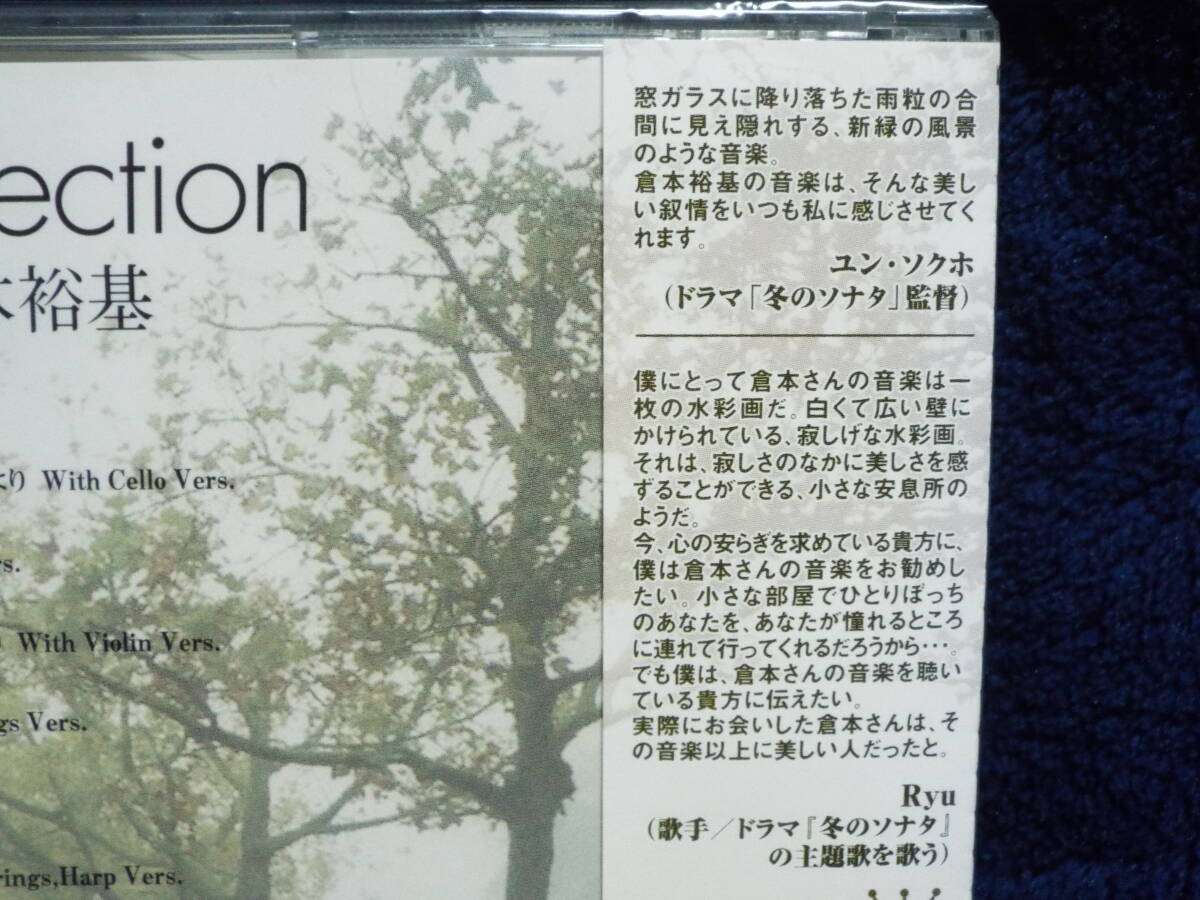 ection
裕基
より With Cello Vers.
rs.
With Violin Vers.
gs Vers.
rings,Harp Vers.
窓ガラスに降り落ちた雨粒の合
間に見え隠れする、新緑の風景
のような音楽。
倉本裕基の音楽は、そんな美し
い叙情をいつも私に感じさせてく
れます。
ユン・ソクホ
(ドラマ「冬のソナタ」監督)
僕にとって倉本さんの音楽は一
枚の水彩画だ。白くて広い壁に
かけられている、寂しげな水彩画。
それは、寂しさのなかに美しさを感
ずることができる、小さな安息所の
ようだ。
今、心の安らぎを求めている貴方に、
僕は倉本さんの音楽をお勧めし
たい。小さな部屋でひとりぼっち
のあなたを、あなたが憧れるところ
に連れて行ってくれるだろうから…。
でも僕は、倉本さんの音楽を聴い
ている貴方に伝えたい。
実際にお会いした倉本さんは、そ
の音楽以上に美しい人だったと。
Ryu
(歌手/ドラマ『冬のソナタ』
の主題歌を歌う)